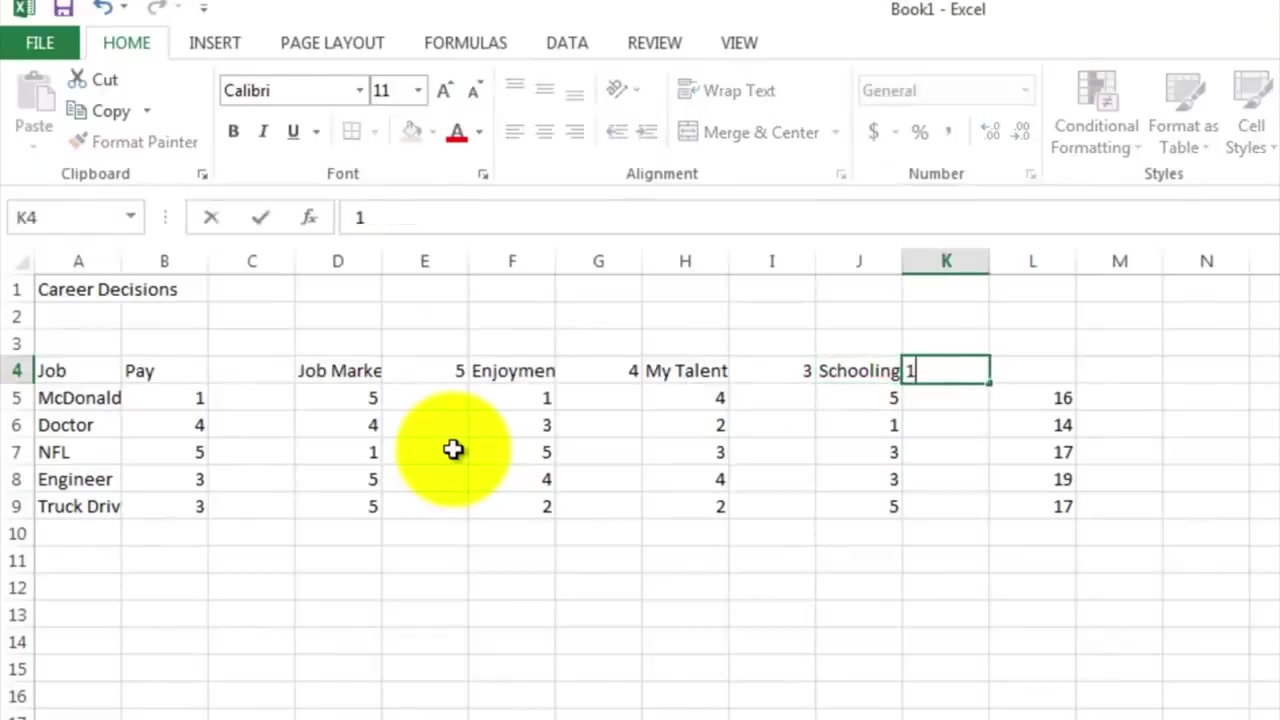 Book1 - Excel
FILE HOME INSERT PAGE LAYOUT FORMULAS DATA REVIEW VIEW
Cut
Copy
Format Painter
Paste
Clipboard
Calibri 11 A A
B I U A
Font
Wrap Text
Merge & Center
Alignment
General
$ % , .00 .00
Number
Conditional Formatting
Format as Table
Cell Styles
Styles
K4 fx 1
A B C D E F G H I J K L M N
1 Career Decisions
2
3
4 Job Pay Job Marke 5 Enjoymen 4 My Talent 3 Schooling 1
5 McDonald 1 5 1 4 5 16
6 Doctor 4 4 3 2 1 14
7 NFL 5 1 5 3 3 17
8 Engineer 3 5 4 4 3 19
9 Truck Driv 3 5 2 2 5 17
10
11
12
13
14
15
16